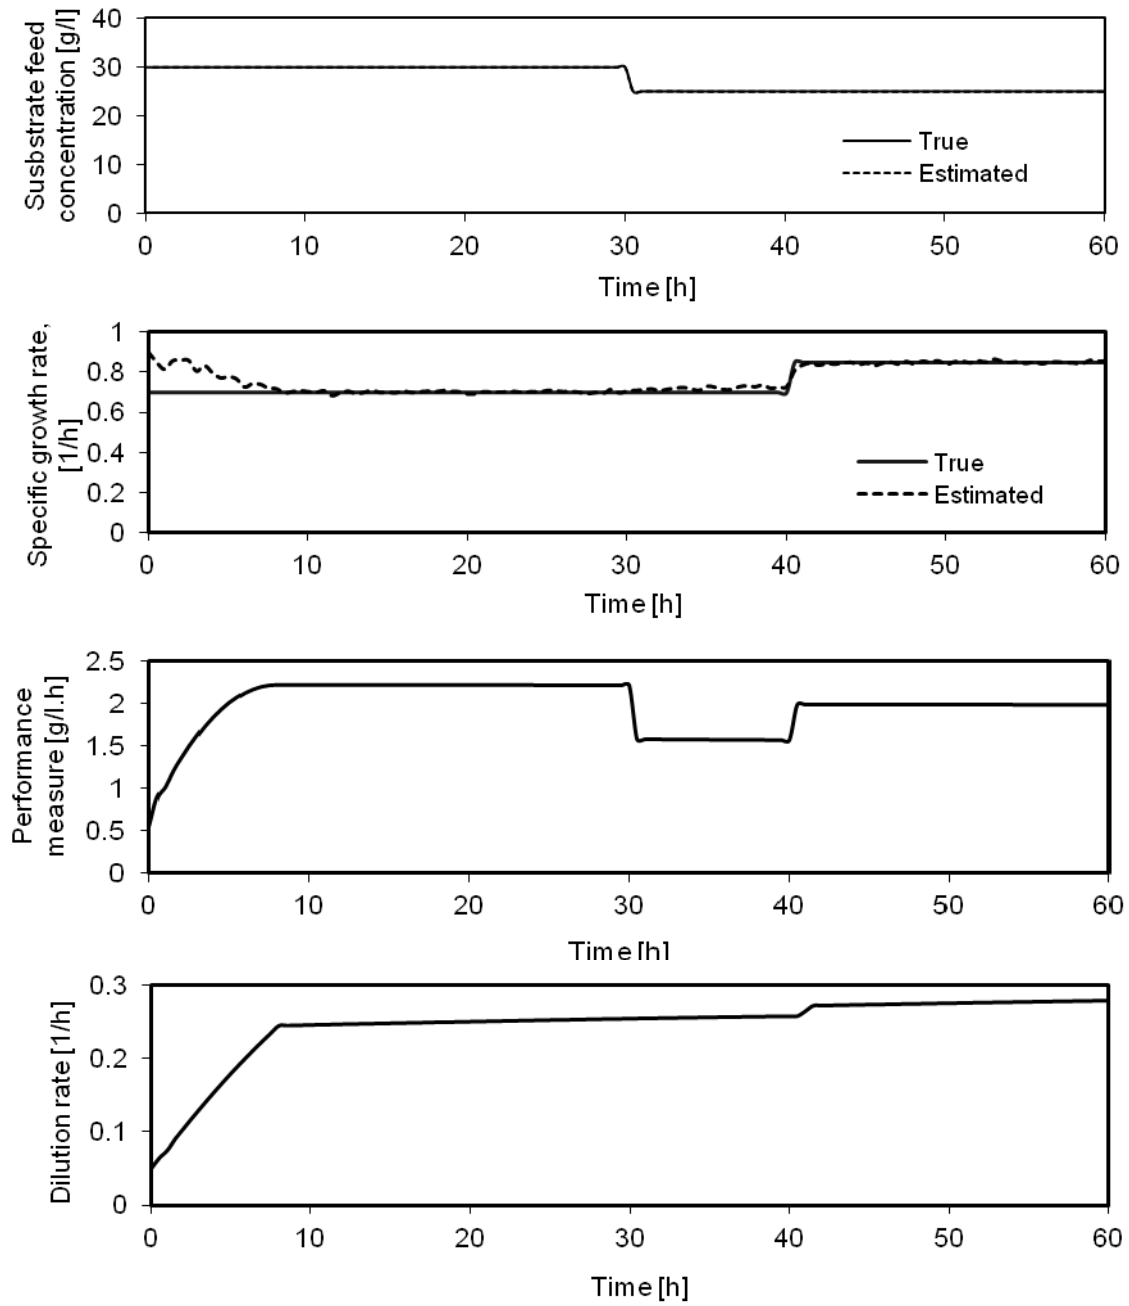 Susbstrate feed
concentration [g/l]
40
30
20
10
0
True
Estimated
0 10 20 30 40 50 60
Time [h]
Specific growth rate,
[1/h]
1
0.8
0.6
0.4
0.2
0
True
Estimated
0 10 20 30 40 50 60
Time [h]
Performance
measure [g/l.h]
2.5
2
1.5
1
0.5
0
0 10 20 30 40 50 60
Time [h]
Dilution rate [1/h]
0.3
0.2
0.1
0
0 10 20 30 40 50 60
Time [h]